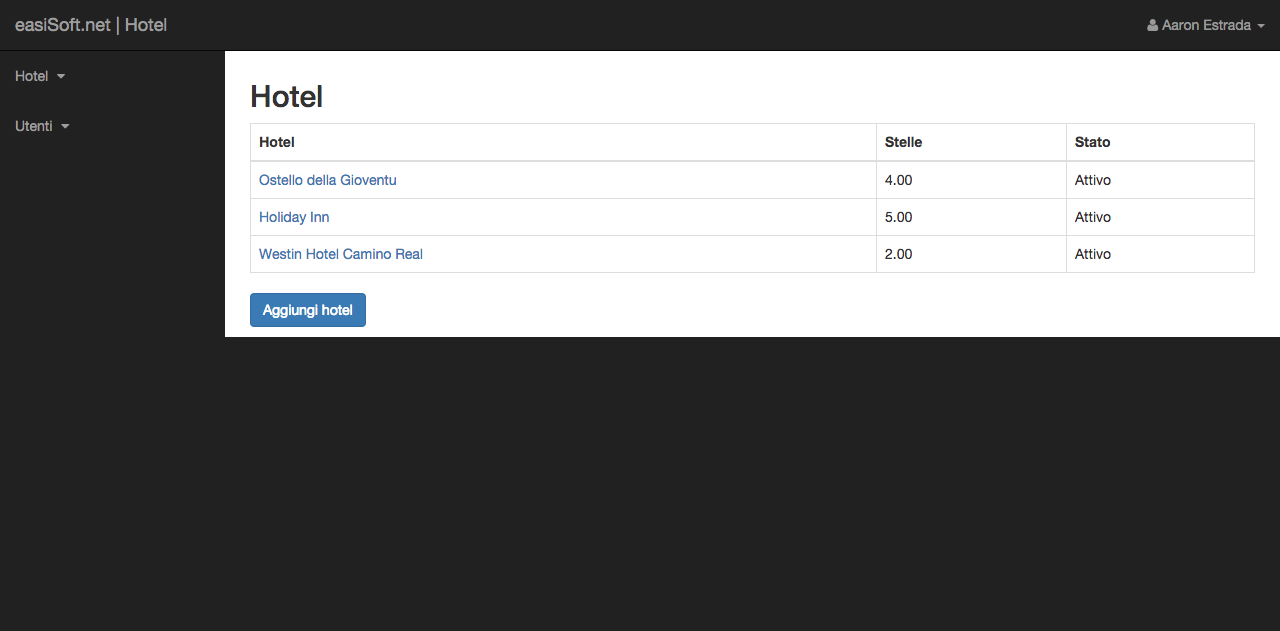 easiSoft.net | Hotel
Aaron Estrada
Hotel
Utenti
Hotel
Hotel Stelle Stato
Ostello della Gioventu 4.00 Attivo
Holiday Inn 5.00 Attivo
Westin Hotel Camino Real 2.00 Attivo
Aggiungi hotel